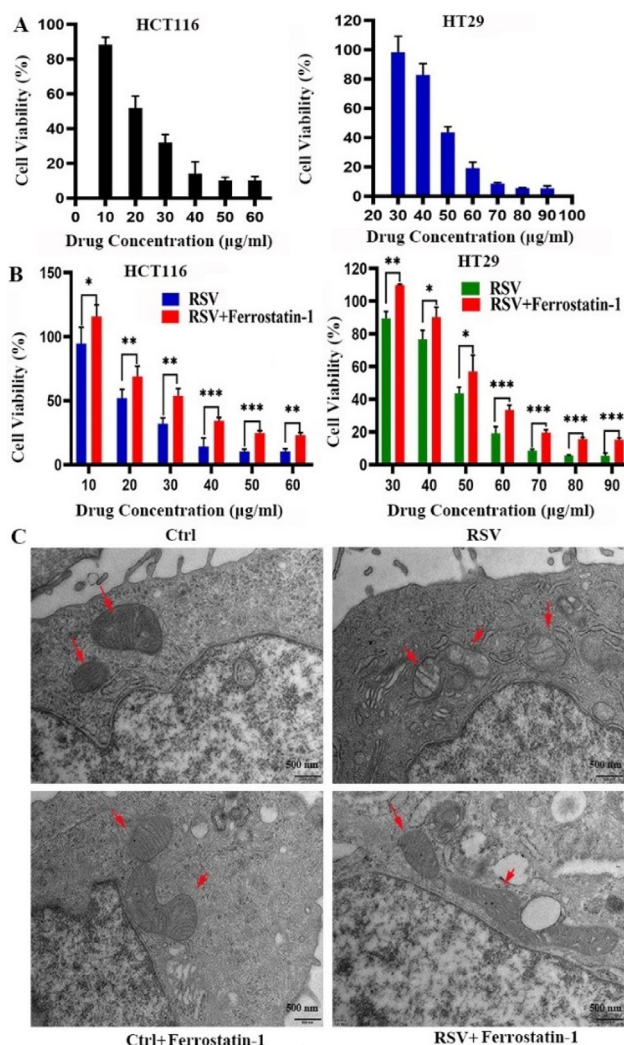 A
HCT116
Cell Viability (%)
100
80
60
40
20
0
0 10 20 30 40 50 60
Drug Concentration (µg/ml)
HT29
Cell Viability (%)
120
100
80
60
40
20
0
20 30 40 50 60 70 80 90 100
Drug Concentration (µg/ml)
B
HCT116
Cell Viability (%)
150
100
50
0
* ** ** *** *** **
RSV
RSV+Ferrostatin-1
10 20 30 40 50 60
Drug Concentration (µg/ml)
HT29
Cell Viability (%)
120
100
80
60
40
20
0
** * * *** *** *** ***
RSV
RSV+Ferrostatin-1
30 40 50 60 70 80 90
Drug Concentration (µg/ml)
C
Ctrl
RSV
500 nm
500 nm
500 nm
500 nm
Ctrl+Ferrostatin-1
RSV+Ferrostatin-1